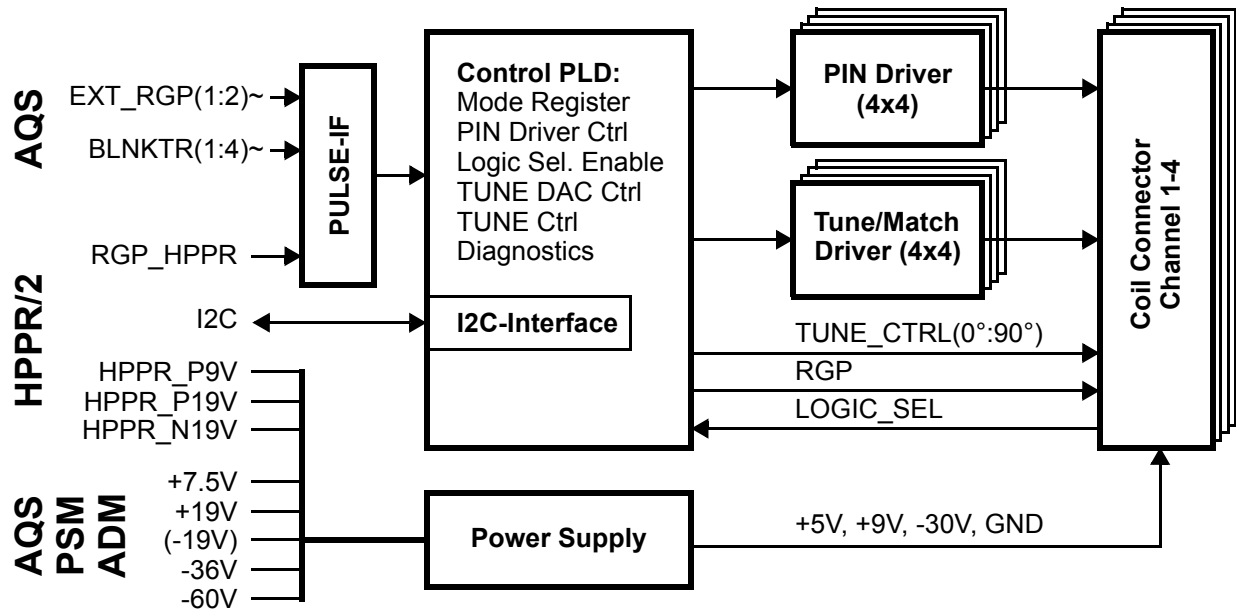 AQS
EXT_RGP(1:2)~
BLNKTR(1:4)~
RGP_HPPR
PULSE-IF
HPPR/2
I2C
HPPR_P9V
HPPR_P19V
HPPR_N19V
AQS
PSM
ADM
+7.5V
+19V
(-19V)
-36V
-60V
Control PLD:
Mode Register
PIN Driver Ctrl
Logic Sel. Enable
TUNE DAC Ctrl
TUNE Ctrl
Diagnostics
I2C-Interface
Power Supply
PIN Driver
(4x4)
Tune/Match
Driver (4x4)
TUNE_CTRL(0°:90°)
RGP
LOGIC_SEL
+5V, +9V, -30V, GND
Coil Connector
Channel 1-4